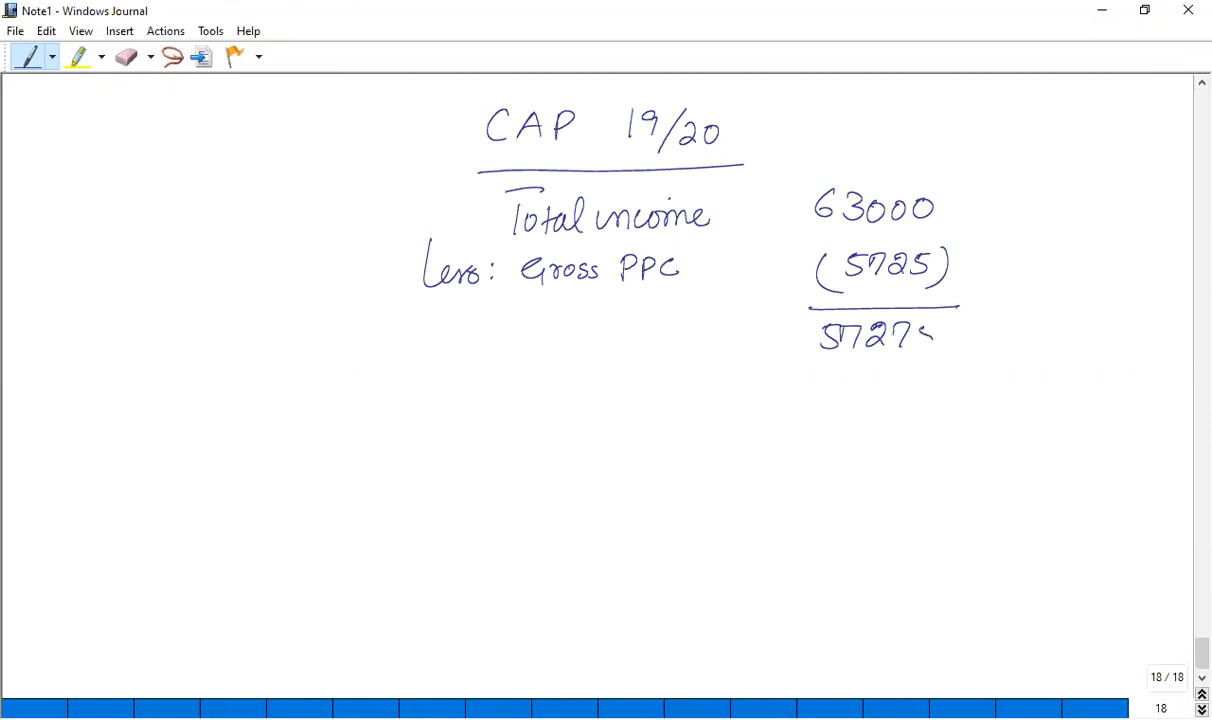 Note1 - Windows Journal
File Edit View Insert Actions Tools Help
CAP 19/20
Total income 63000
Less: Gross PPC (5725)
5727
18 / 18
18